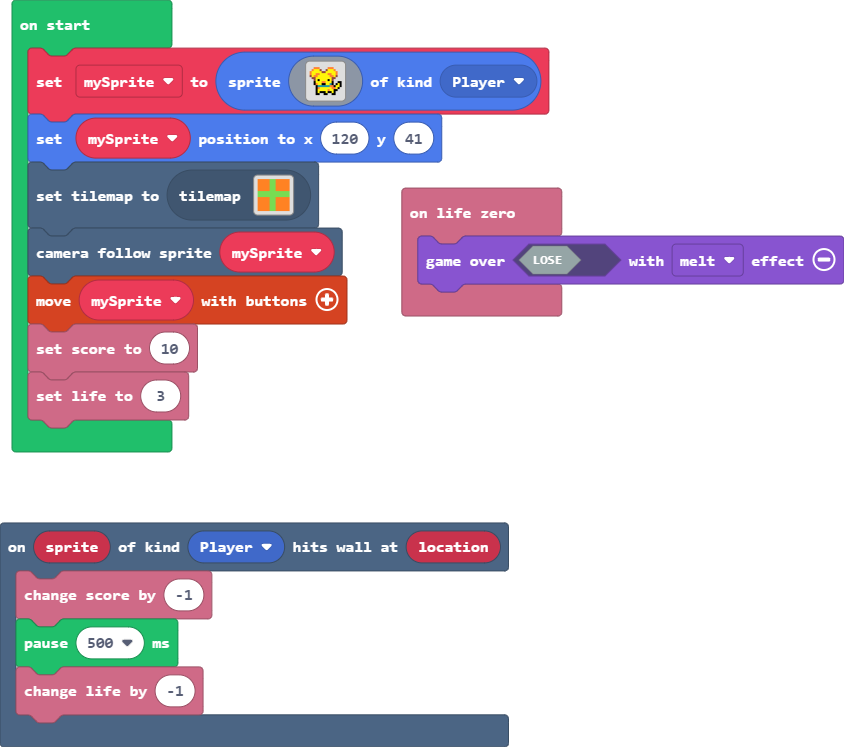 on start
set mySprite to sprite of kind Player
set mySprite position to x 120 y 41
set tilemap to tilemap
camera follow sprite mySprite
move mySprite with buttons
set score to 10
set life to 3
on life zero
game over LOSE with melt effect
on sprite of kind Player hits wall at location
change score by -1
pause 500 ms
change life by -1